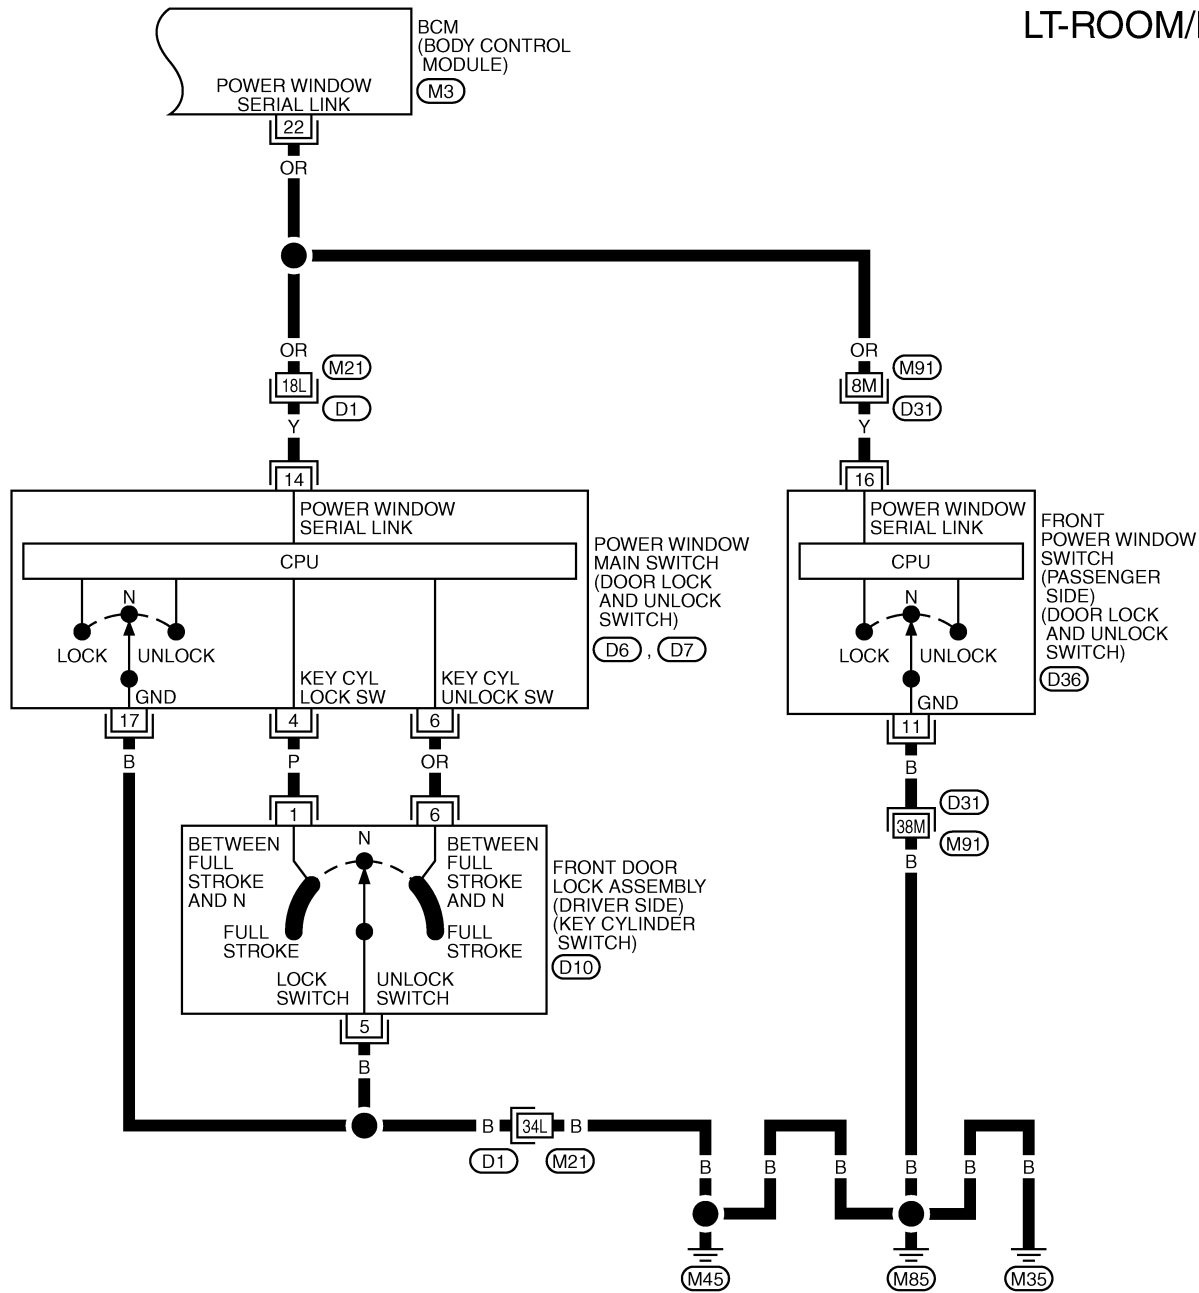 LT-ROOM/
BCM
(BODY CONTROL
MODULE)
M3
POWER WINDOW
SERIAL LINK
22
OR
OR
OR
M21
M91
18L
8M
D1
D31
Y
Y
14
16
POWER WINDOW
SERIAL LINK
POWER WINDOW
SERIAL LINK
CPU
CPU
POWER WINDOW
MAIN SWITCH
(DOOR LOCK
AND UNLOCK
SWITCH)
D6 , D7
FRONT
POWER WINDOW
SWITCH
(PASSENGER
SIDE)
(DOOR LOCK
AND UNLOCK
SWITCH)
D36
N
LOCK
UNLOCK
GND
KEY CYL
LOCK SW
KEY CYL
UNLOCK SW
N
LOCK
UNLOCK
GND
17
4
6
11
B
P
OR
B
1
6
D31
38M
M91
B
BETWEEN
FULL
STROKE
AND N
N
BETWEEN
FULL
STROKE
AND N
FULL
STROKE
FULL
STROKE
LOCK
SWITCH
UNLOCK
SWITCH
FRONT DOOR
LOCK ASSEMBLY
(DRIVER SIDE)
(KEY CYLINDER
SWITCH)
D10
5
B
B
34L
B
D1
M21
B
B
B
B
B
B
M45
M85
M35